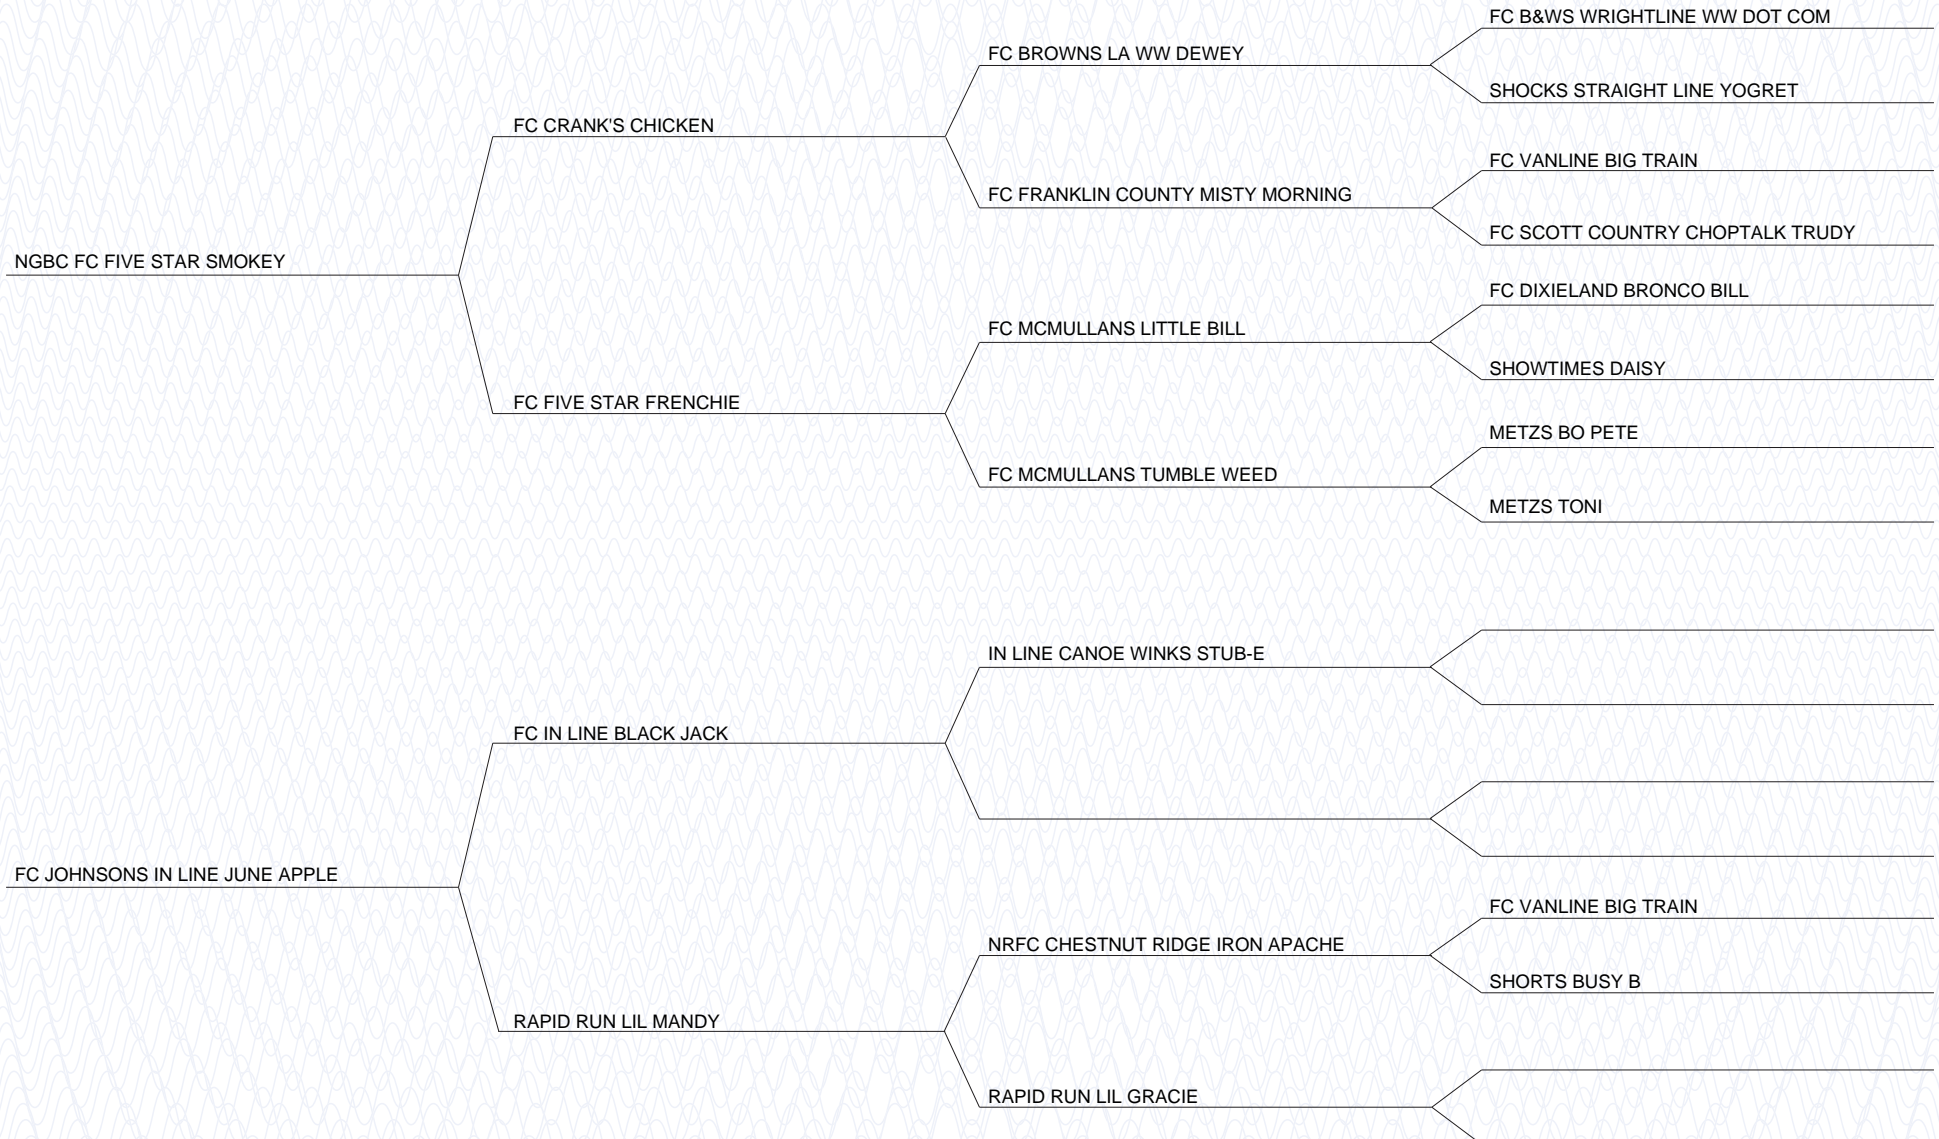 FC B&WS WRIGHTLINE WW DOT COM
FC BROWNS LA WW DEWEY
SHOCKS STRAIGHT LINE YOGRET
FC CRANK'S CHICKEN
FC VANLINE BIG TRAIN
FC FRANKLIN COUNTY MISTY MORNING
FC SCOTT COUNTRY CHOPTALK TRUDY
NGBC FC FIVE STAR SMOKEY
FC DIXIELAND BRONCO BILL
FC MCMULLANS LITTLE BILL
SHOWTIMES DAISY
FC FIVE STAR FRENCHIE
METZS BO PETE
FC MCMULLANS TUMBLE WEED
METZS TONI
IN LINE CANOE WINKS STUB-E
FC IN LINE BLACK JACK
FC JOHNSONS IN LINE JUNE APPLE
FC VANLINE BIG TRAIN
NRFC CHESTNUT RIDGE IRON APACHE
SHORTS BUSY B
RAPID RUN LIL MANDY
RAPID RUN LIL GRACIE